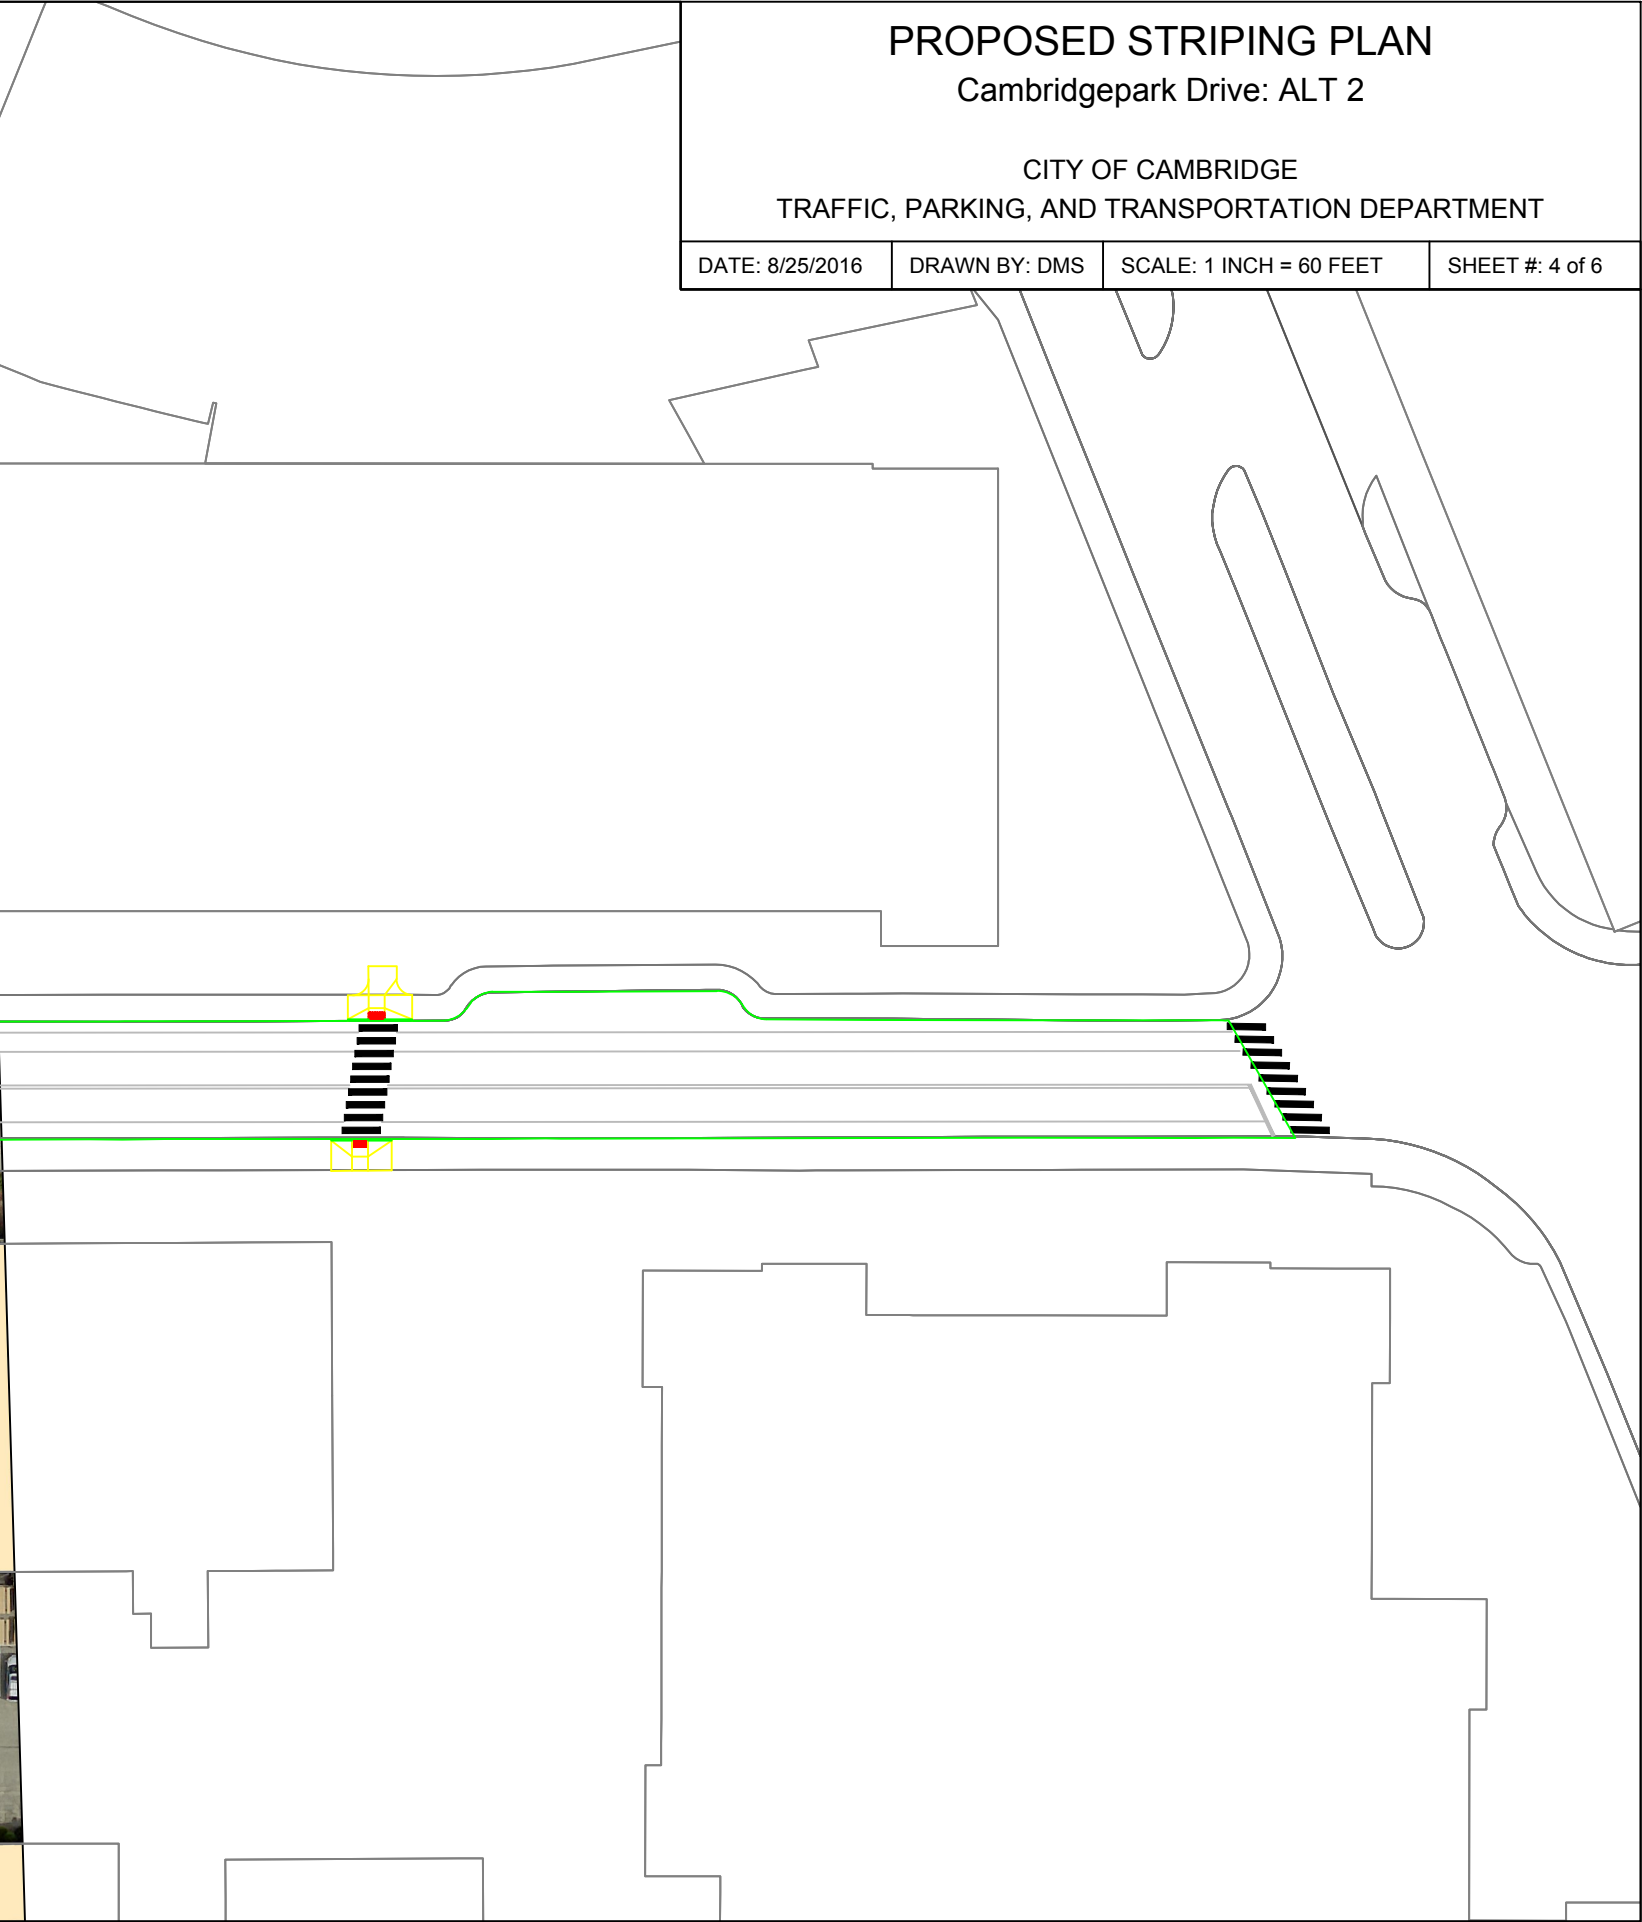 PROPOSED STRIPING PLAN
Cambridgepark Drive: ALT 2
CITY OF CAMBRIDGE
TRAFFIC, PARKING, AND TRANSPORTATION DEPARTMENT
DATE: 8/25/2016 DRAWN BY: DMS SCALE: 1 INCH = 60 FEET SHEET #: 4 of 6